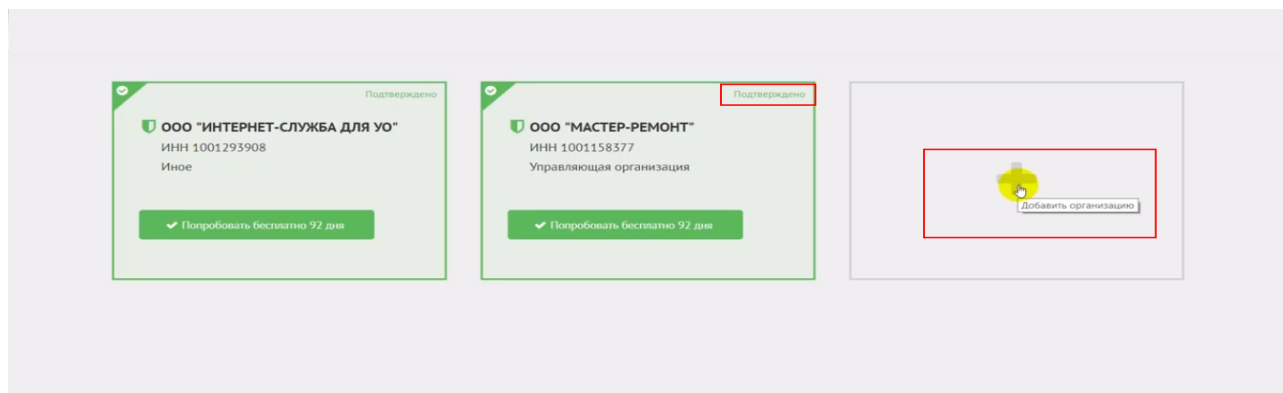 Подтверждено
ООО "ИНТЕРНЕТ-СЛУЖБА ДЛЯ УО"
ИНН 1001293908
Иное
Попробовать бесплатно 92 дня
Подтверждено
ООО "МАСТЕР-РЕМОНТ"
ИНН 1001158377
Управляющая организация
Попробовать бесплатно 92 дня
Добавить организацию